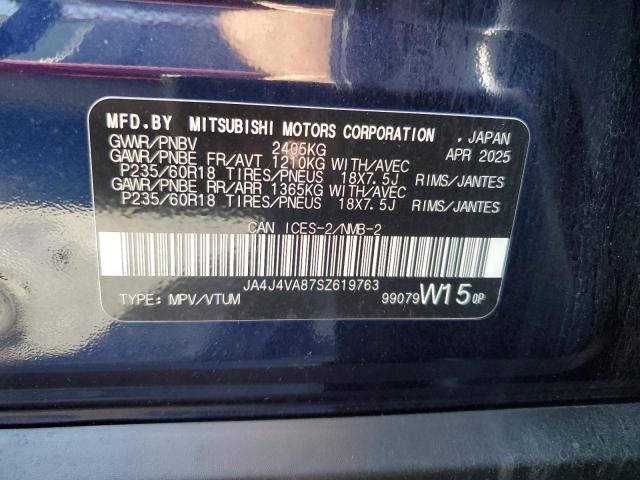 MFD.BY MITSUBISHI MOTORS CORPORATION . JAPAN
GWWR/PNBV 2405KG APR 2025
GAWR/PNBE FR/AVT 1210KG WITH/AVEC
P235/60R18 TIRES/PNEUS 18X7.5J RIMS/JANTES
GAWR/PNBE RR/ARR 1365KG WITH/AVEC
P235/60R18 TIRES/PNEUS 18X7.5J RIMS/JANTES
CAN ICES-2/NMB-2
JA4J4VA87SZ619763
TYPE: MPV/VTUM 99079 W15 0P